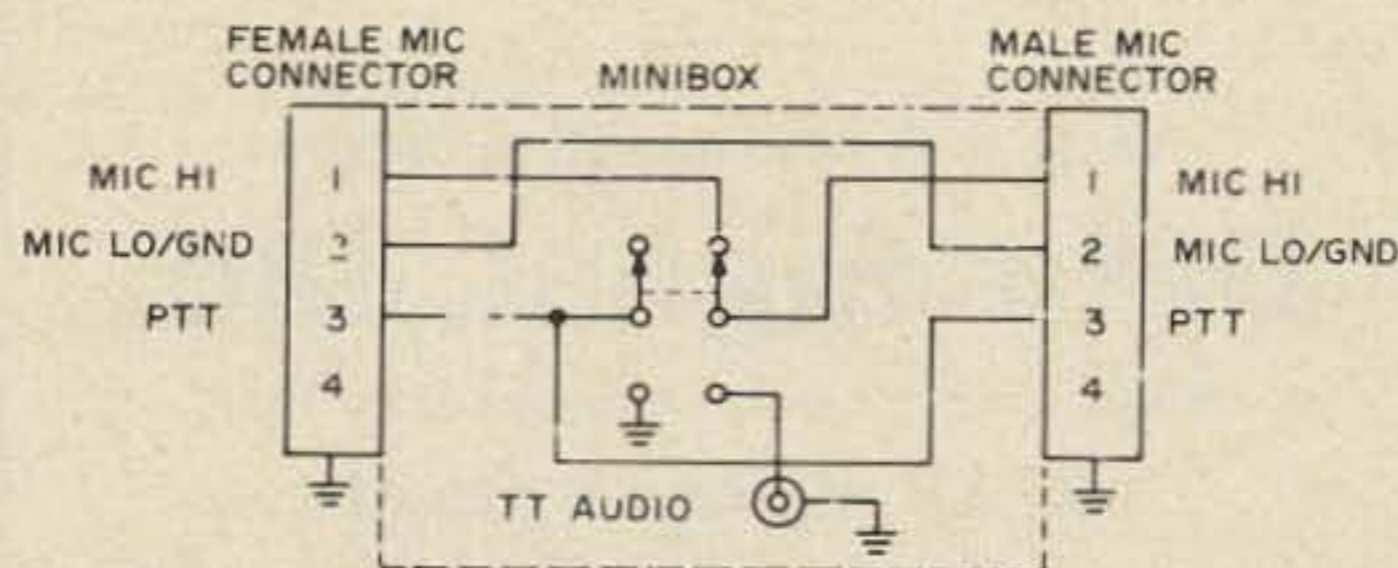 FEMALE MIC
CONNECTOR
MINIBOX
MALE MIC
CONNECTOR
MIC HI
1
1
MIC HI
MIC LO/GND
2
2
MIC LO/GND
PTT
3
3
PTT
4
4
TT AUDIO